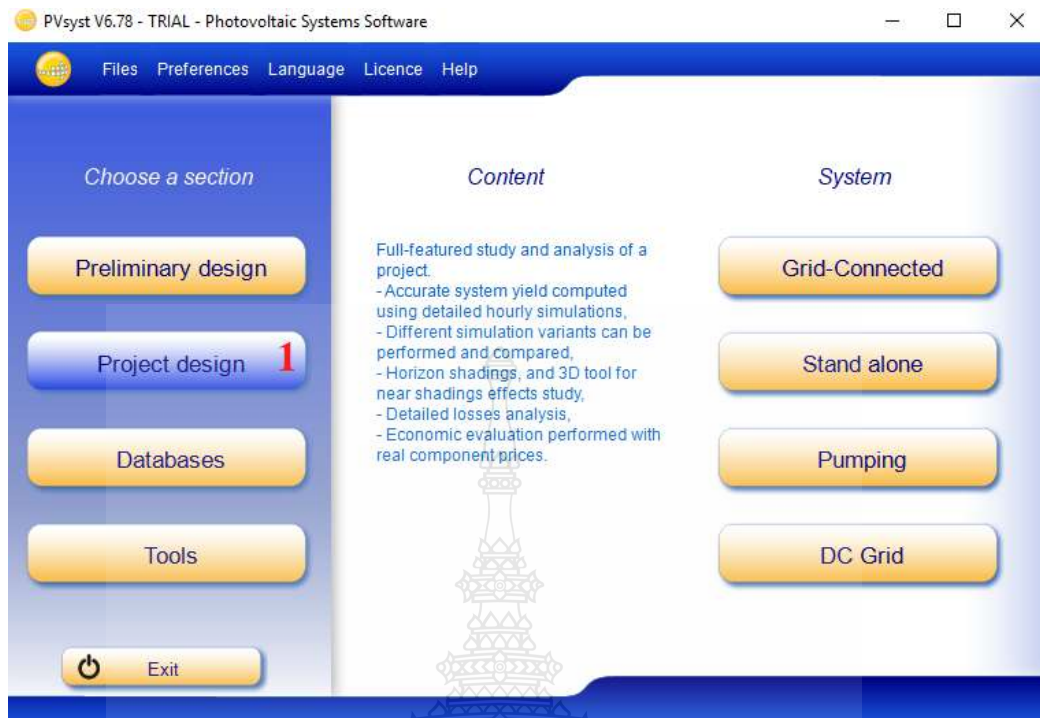 PVsyst V6.78 - TRIAL - Photovoltaic Systems Software
Files Preferences Language Licence Help
Choose a section
Preliminary design
Project design 1
Databases
Tools
Exit
Content
Full-featured study and analysis of a
project.
- Accurate system yield computed
using detailed hourly simulations,
- Different simulation variants can be
performed and compared,
- Horizon shadings, and 3D tool for
near shadings effects study,
- Detailed losses analysis,
- Economic evaluation performed with
real component prices.
System
Grid-Connected
Stand alone
Pumping
DC Grid